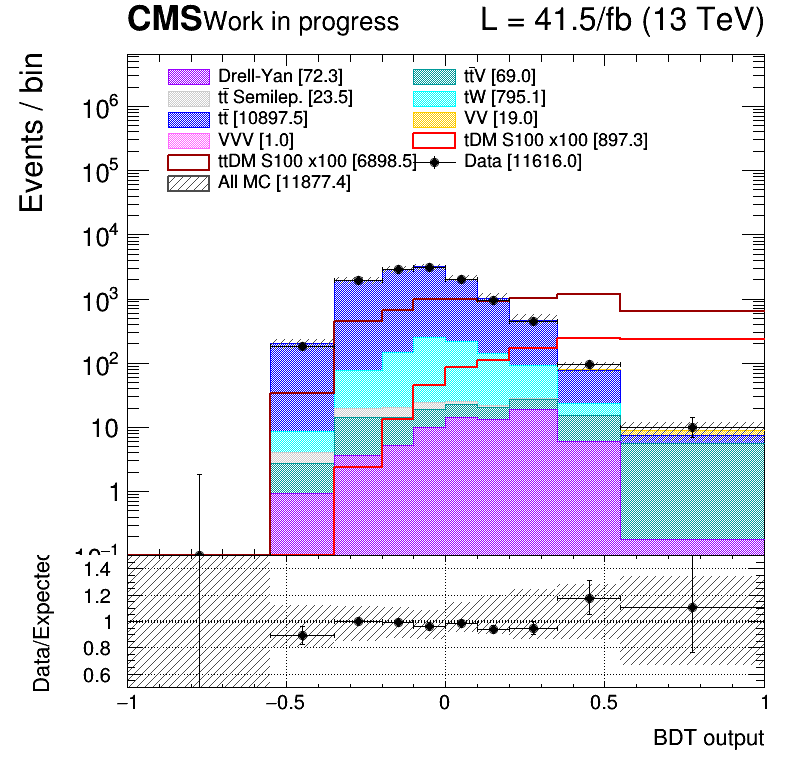 CMS Work in progress L = 41.5/fb (13 TeV)
Events / bin
Drell-Yan [72.3] tt̄V [69.0]
tt̄ Semilep. [23.5] tW [795.1]
tt̄ [10897.5] VV [19.0]
VVV [1.0] tDM S100 x100 [897.3]
ttDM S100 x100 [6898.5] Data [11616.0]
All MC [11877.4]
10⁶
10⁵
10⁴
10³
10²
10
1
10⁻¹
Data/Expected
1.4
1.2
1
0.8
0.6
−1 −0.5 0 0.5 1
BDT output